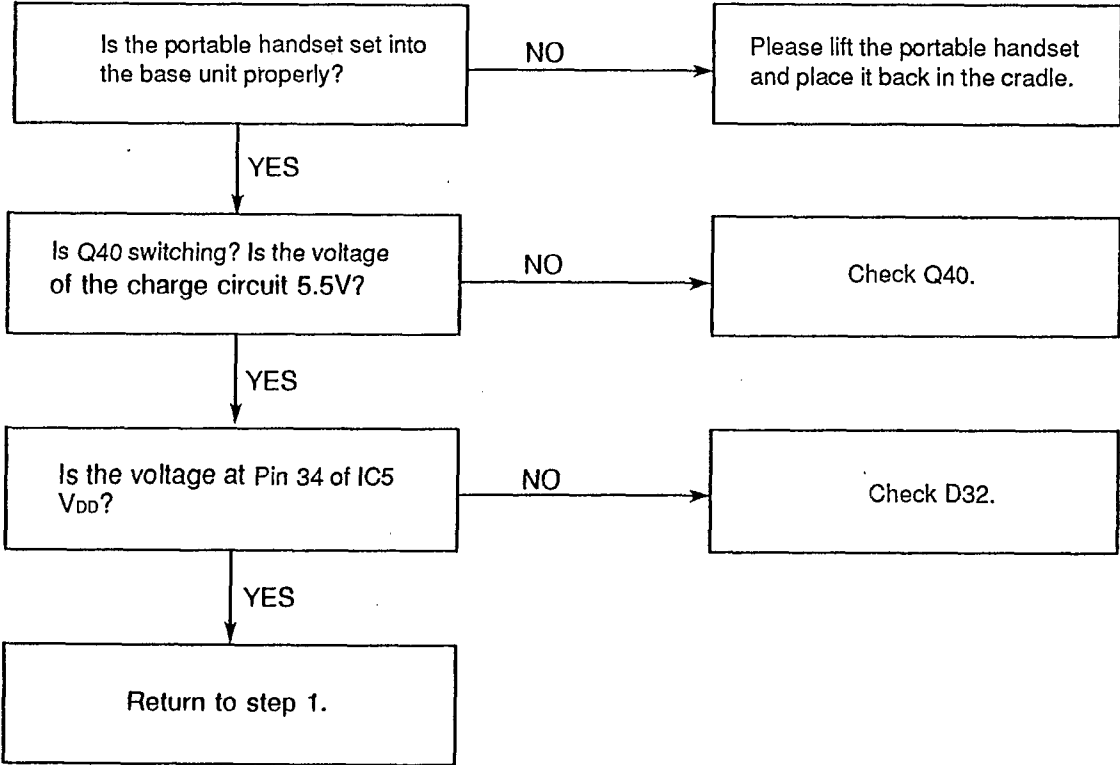 Is the portable handset set into
the base unit properly?
NO
Please lift the portable handset
and place it back in the cradle.
YES
Is Q40 switching? Is the voltage
of the charge circuit 5.5V?
NO
Check Q40.
YES
Is the voltage at Pin 34 of IC5
VDD?
NO
Check D32.
YES
Return to step 1.